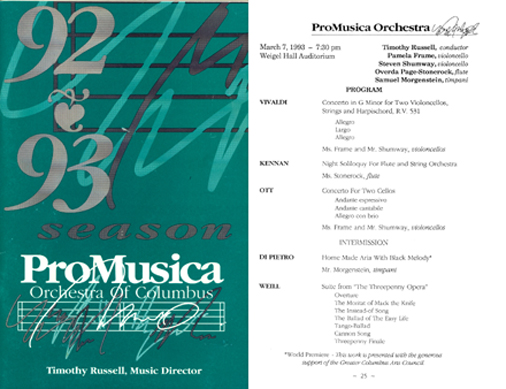 92
93
season
ProMusica
Orchestra Of Columbus
Timothy Russell, Music Director
ProMusica Orchestra
March 7, 1993 - 7:30 pm
Weigel Hall Auditorium
Timothy Russell, conductor
Pamela Frame, violoncello
Steven Shumway, violoncello
Overda Page-Stonerock, flute
Samuel Morgenstein, timpani
PROGRAM
VIVALDI Concerto in G Minor for Two Violoncellos,
Strings and Harpsichord, R.V. 531
Allegro
Largo
Allegro
Ms. Frame and Mr. Shumway, violoncellos
KENNAN Night Soliloquy For Flute and String Orchestra
Ms. Stonerock, flute
OTT Concerto For Two Cellos
Andante espressivo
Andante cantabile
Allegro con brio
Ms. Frame and Mr. Shumway, violoncellos
INTERMISSION
DI PIETRO Home Made Aria With Black Melody*
Mr. Morgenstein, timpani
WEILL Suite from "The Threepenny Opera"
Overture
The Moritat of Mack the Knife
The Instead-of Song
The Ballad of The Easy Life
Tango-Ballad
Cannon Song
Threepenny Finale
*World Premiere - This work is presented with the generous
support of the Greater Columbus Arts Council
- 25 -